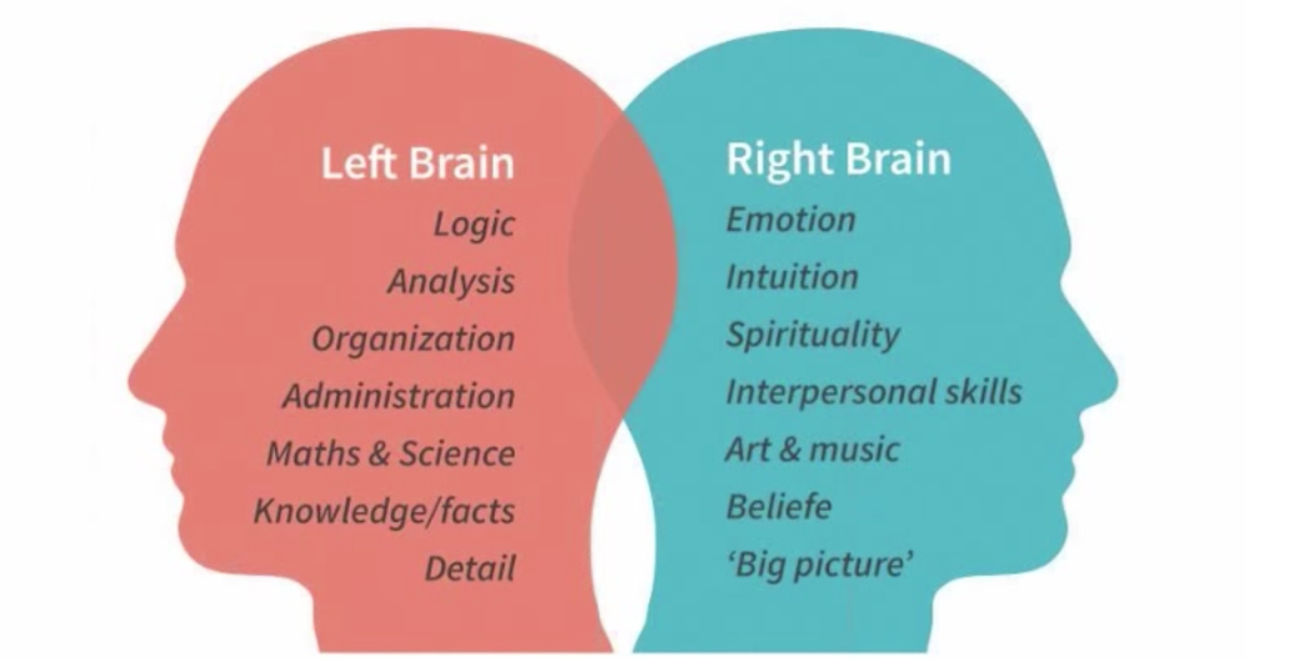 Left Brain
Logic
Analysis
Organization
Administration
Maths & Science
Knowledge/facts
Detail
Right Brain
Emotion
Intuition
Spirituality
Interpersonal skills
Art & music
Beliefe
‘Big picture’